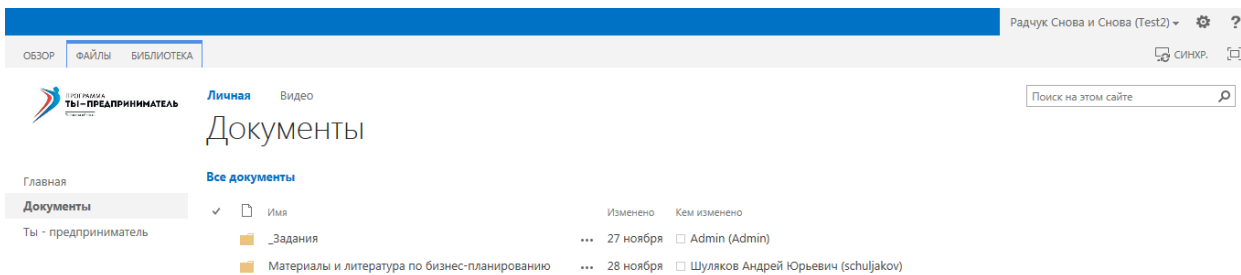 Радчук Снова и Снова (Test2) ?
ОБЗОР ФАЙЛЫ БИБЛИОТЕКА СИНХР.
ПРОГРАММА
ТЫ–ПРЕДПРИНИМАТЕЛЬ
Личная Видео
Поиск на этом сайте
Документы
Главная
Все документы
Документы
Имя Изменено Кем изменено
Ты - предприниматель
_Задания ... 27 ноября Admin (Admin)
Материалы и литература по бизнес-планированию ... 28 ноября Шуляков Андрей Юрьевич (schuljakov)